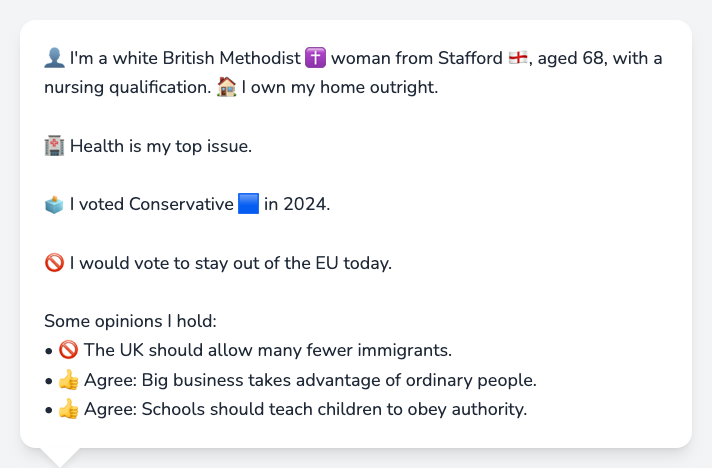 👤 I'm a white British Methodist ✝️ woman from Stafford 🏴󠁧󠁢󠁥󠁮󠁧󠁿, aged 68, with a
nursing qualification. 🏠 I own my home outright.
🏥 Health is my top issue.
🗳️ I voted Conservative 🟦 in 2024.
🚫 I would vote to stay out of the EU today.
Some opinions I hold:
• 🚫 The UK should allow many fewer immigrants.
• 👍 Agree: Big business takes advantage of ordinary people.
• 👍 Agree: Schools should teach children to obey authority.